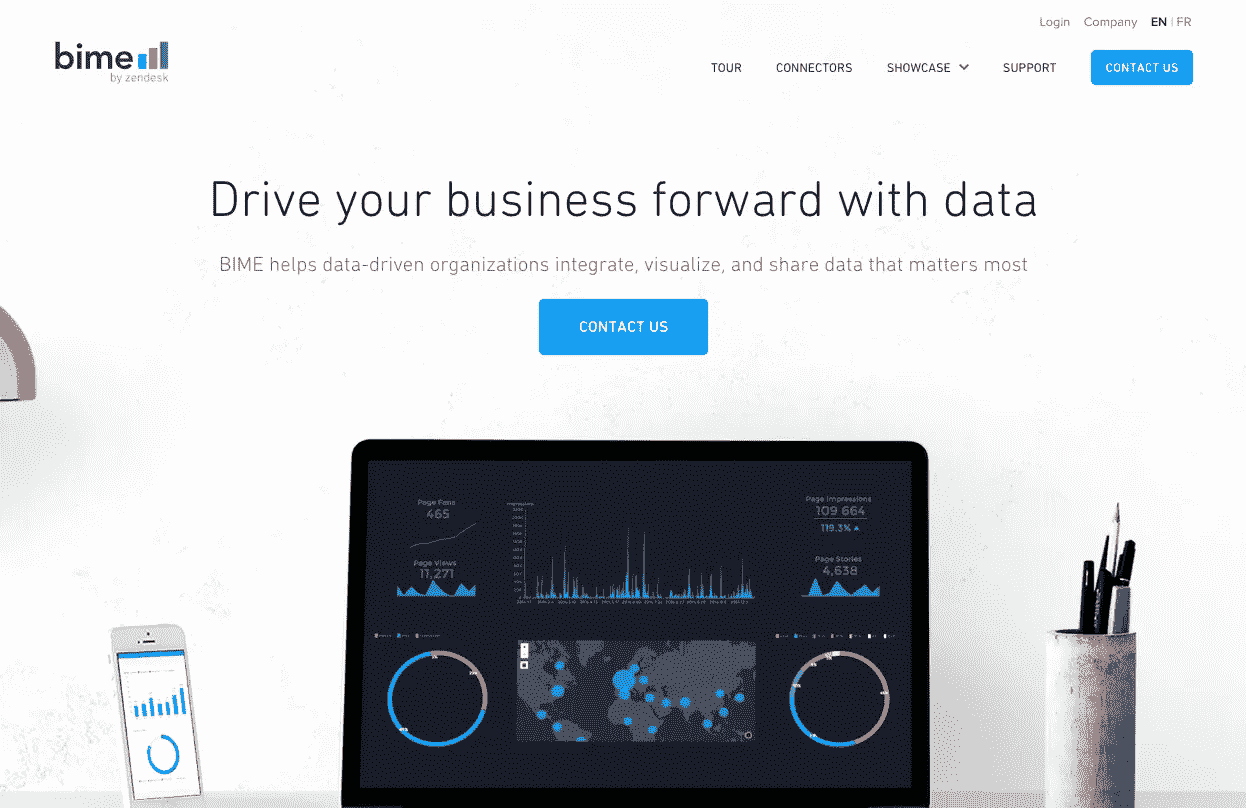 Login Company EN | FR
bime
by zendesk
TOUR CONNECTORS SHOWCASE SUPPORT CONTACT US
Drive your business forward with data
BIME helps data-driven organizations integrate, visualize, and share data that matters most
CONTACT US
Page Fans
465
Page Views
11,271
Page Impressions
109 664
119.3%
Page Stories
4,638